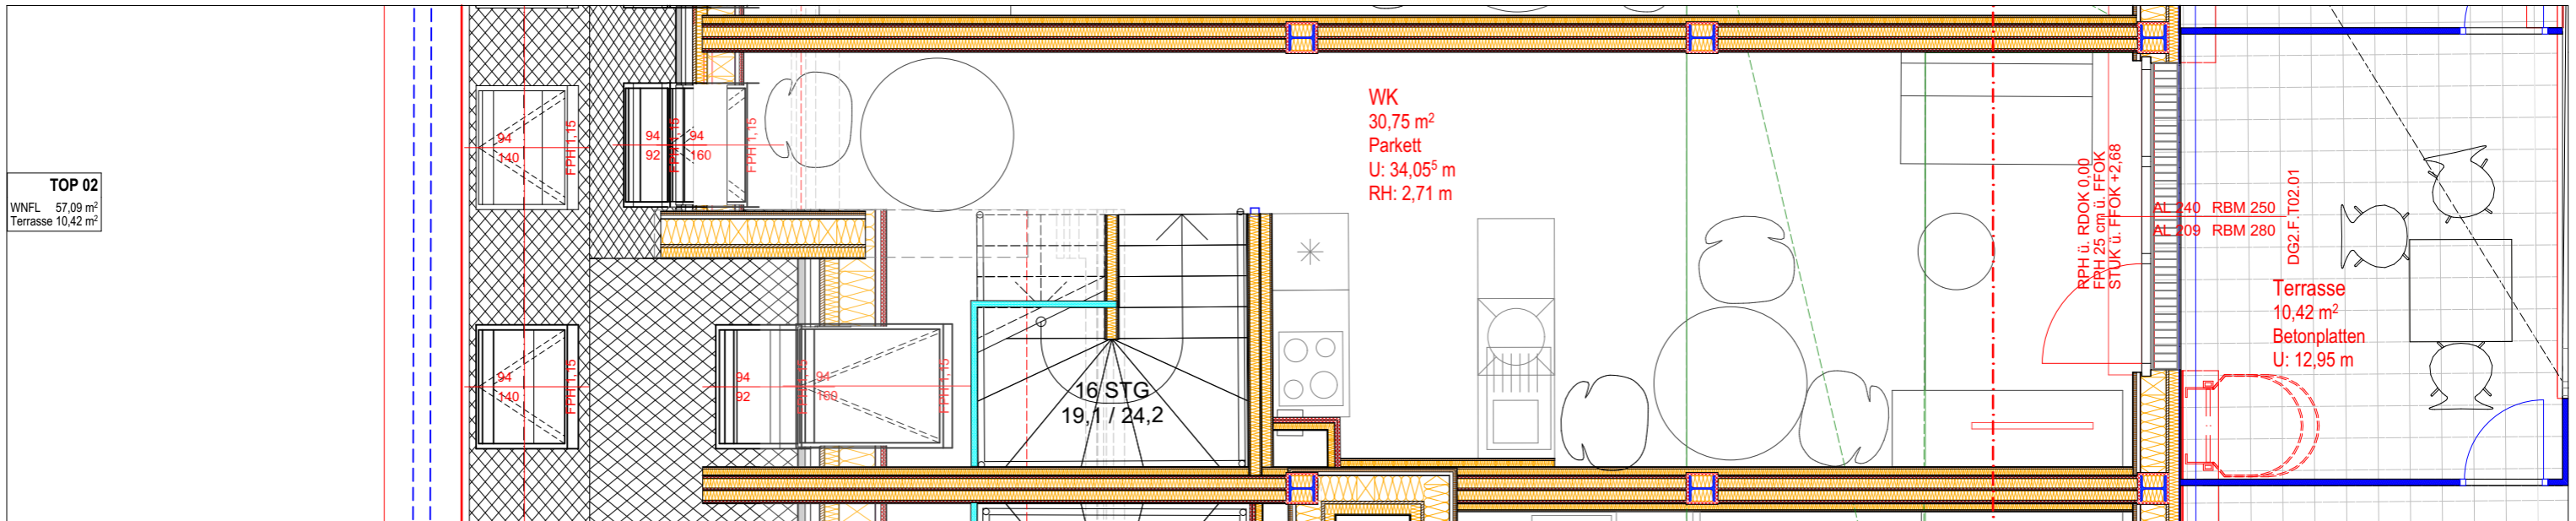 TOP 02
WNFL 57,09 m²
Terrasse 10,42 m²
94
140
FPH 1,15
94
92
FPH 1,15
94
160
FPH 1,15
94
140
FPH 1,15
94
92
FPH 1,15
94
160
FPH 1,15
16 STG
19,1 / 24,2
WK
30,75 m²
Parkett
U: 34,05⁵ m
RH: 2,71 m
RPH ü. RDOK 0,00
FPH 25 cm ü. FFOK
STUK ü. FFOK +2,68
AL 240 RBM 250
AL 209 RBM 280
DG2.F.T02.01
Terrasse
10,42 m²
Betonplatten
U: 12,95 m